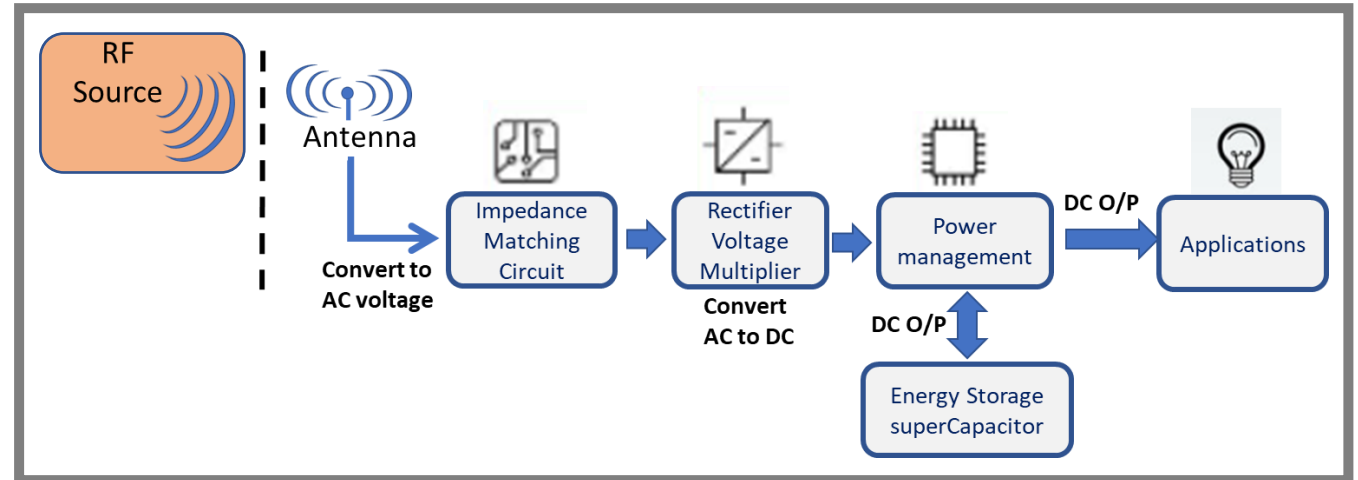 RF
Source
Antenna
Convert to
AC voltage
Impedance
Matching
Circuit
Rectifier
Voltage
Multiplier
Convert
AC to DC
Power
management
DC O/P
Applications
DC O/P
Energy Storage
superCapacitor